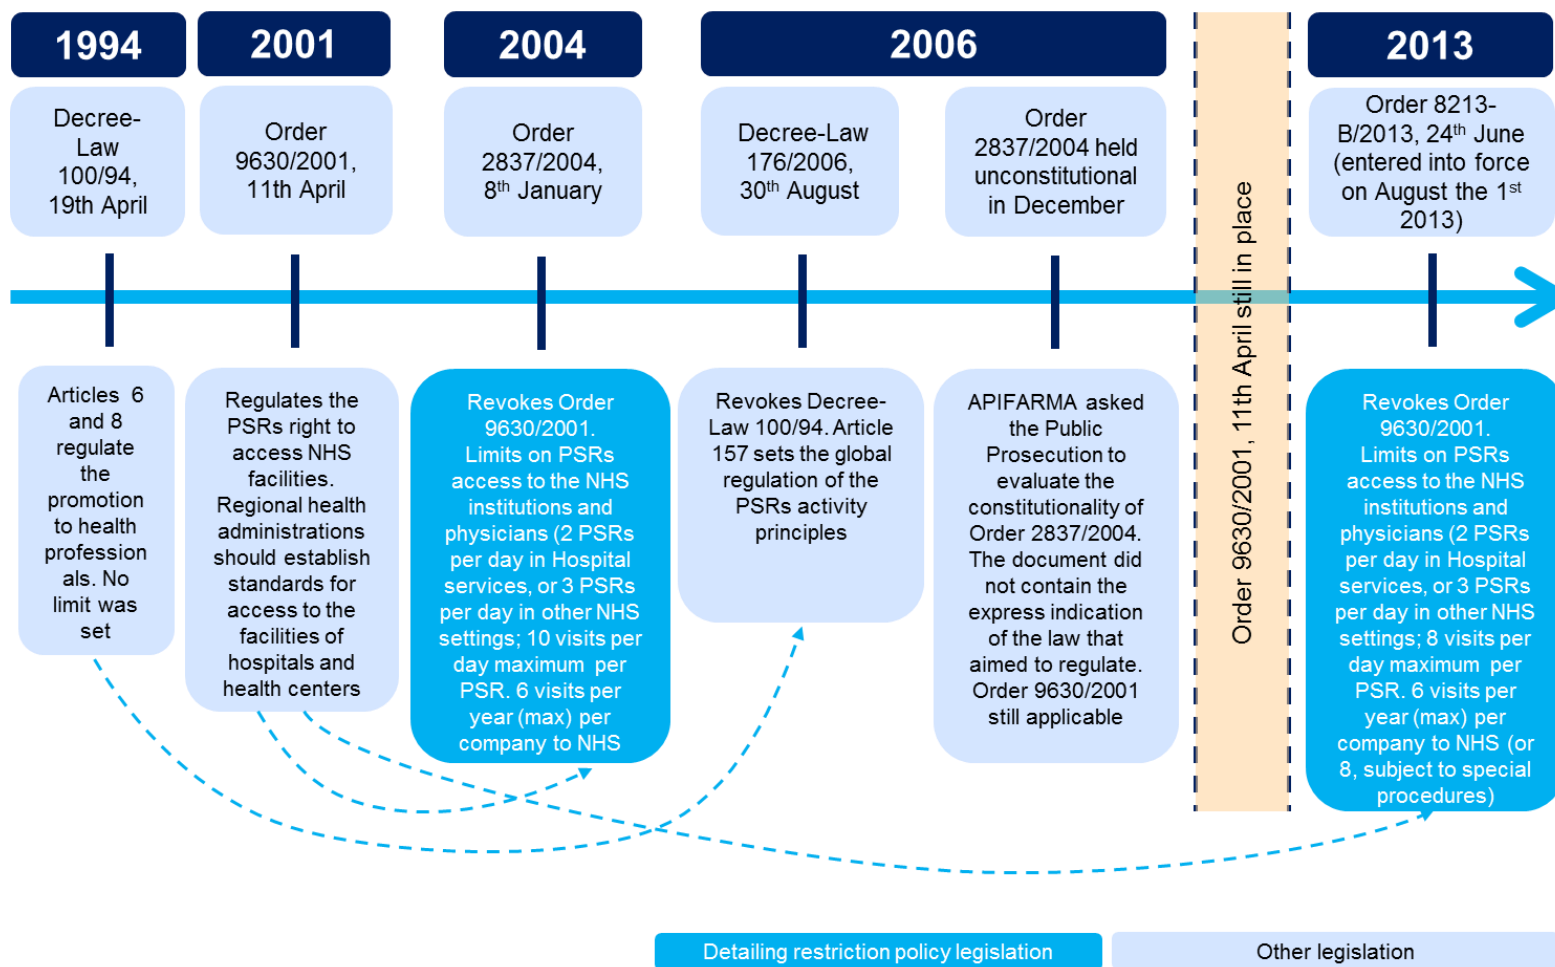 1994
2001
2004
2006
2013
Decree-
Law
100/94,
19th April
Order
9630/2001,
11th April
Order
2837/2004,
8th January
Decree-Law
176/2006,
30th August
Order
2837/2004 held
unconstitutional
in December
Order 9630/2001, 11th April still in place
Order 8213-
B/2013, 24th June
(entered into force
on August the 1st
2013)
Articles 6
and 8
regulate
the
promotion
to health
profession
als. No
limit was
set
Regulates the
PSRs right to
access NHS
facilities.
Regional health
administrations
should establish
standards for
access to the
facilities of
hospitals and
health centers
Revokes Order
9630/2001.
Limits on PSRs
access to the NHS
institutions and
physicians (2 PSRs
per day in Hospital
services, or 3 PSRs
per day in other NHS
settings; 10 visits per
day maximum per
PSR. 6 visits per
year (max) per
company to NHS
Revokes Decree-
Law 100/94. Article
157 sets the global
regulation of the
PSRs activity
principles
APIFARMA asked
the Public
Prosecution to
evaluate the
constitutionality of
Order 2837/2004.
The document did
not contain the
express indication
of the law that
aimed to regulate.
Order 9630/2001
still applicable
Revokes Order
9630/2001.
Limits on PSRs
access to the NHS
institutions and
physicians (2 PSRs
per day in Hospital
services, or 3 PSRs
per day in other NHS
settings; 8 visits per
day maximum per
PSR. 6 visits per
year (max) per
company to NHS (or
8, subject to special
procedures)
Detailing restriction policy legislation
Other legislation